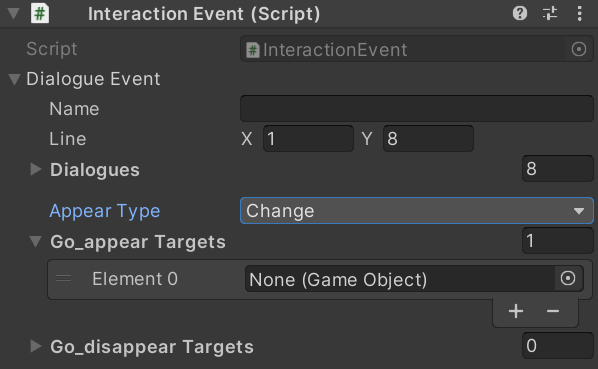 Interaction Event (Script)
Script InteractionEvent
Dialogue Event
Name
Line X 1 Y 8
Dialogues 8
Appear Type Change
Go_appear Targets 1
Element 0 None (Game Object)
Go_disappear Targets 0